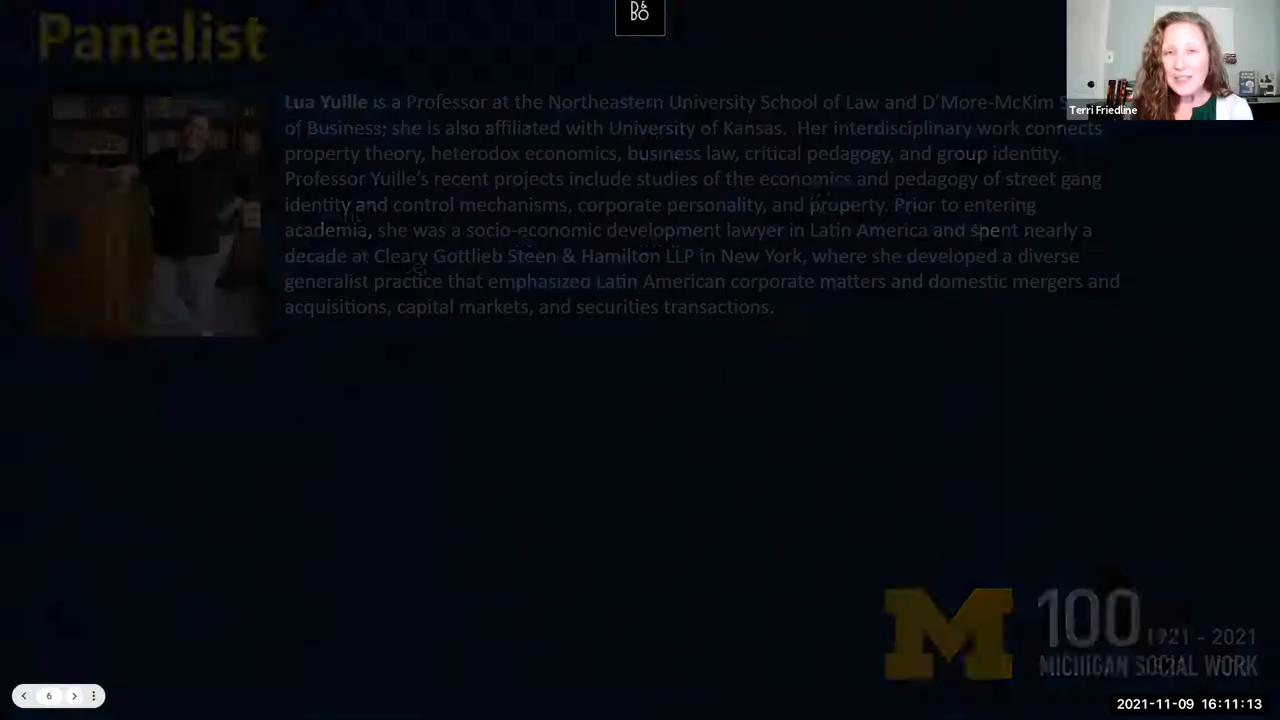 Panelist
B&O
Terri Friedline
Lua Yuille is a Professor at the Northeastern University School of Law and D'More-McKim S
of Business; she is also affiliated with University of Kansas. Her interdisciplinary work connects
property theory, heterodox economics, business law, critical pedagogy, and group identity.
Professor Yuille's recent projects include studies of the economics and pedagogy of street gang
identity and control mechanisms, corporate personality, and property. Prior to entering
academia, she was a socio-economic development lawyer in Latin America and spent nearly a
decade at Cleary Gottlieb Steen & Hamilton LLP in New York, where she developed a diverse
generalist practice that emphasized Latin American corporate matters and domestic mergers and
acquisitions, capital markets, and securities transactions.
M 100 1921 - 2021
MICHIGAN SOCIAL WORK
6
2021-11-09 16:11:13